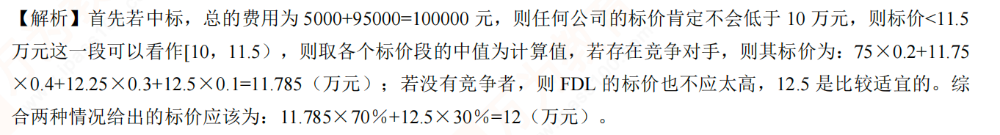 【解析】首先若中标，总的费用为 5000+95000=100000 元，则任何公司的标价肯定不会低于 10 万元，则标价<11.5
万元这一段可以看作[10，11.5），则取各个标价段的中值为计算值，若存在竞争对手，则其标价为：75×0.2+11.75
×0.4+12.25×0.3+12.5×0.1=11.785（万元）；若没有竞争者，则 FDL 的标价也不应太高，12.5 是比较适宜的。综
合两种情况给出的标价应该为：11.785×70%+12.5×30%=12（万元）。